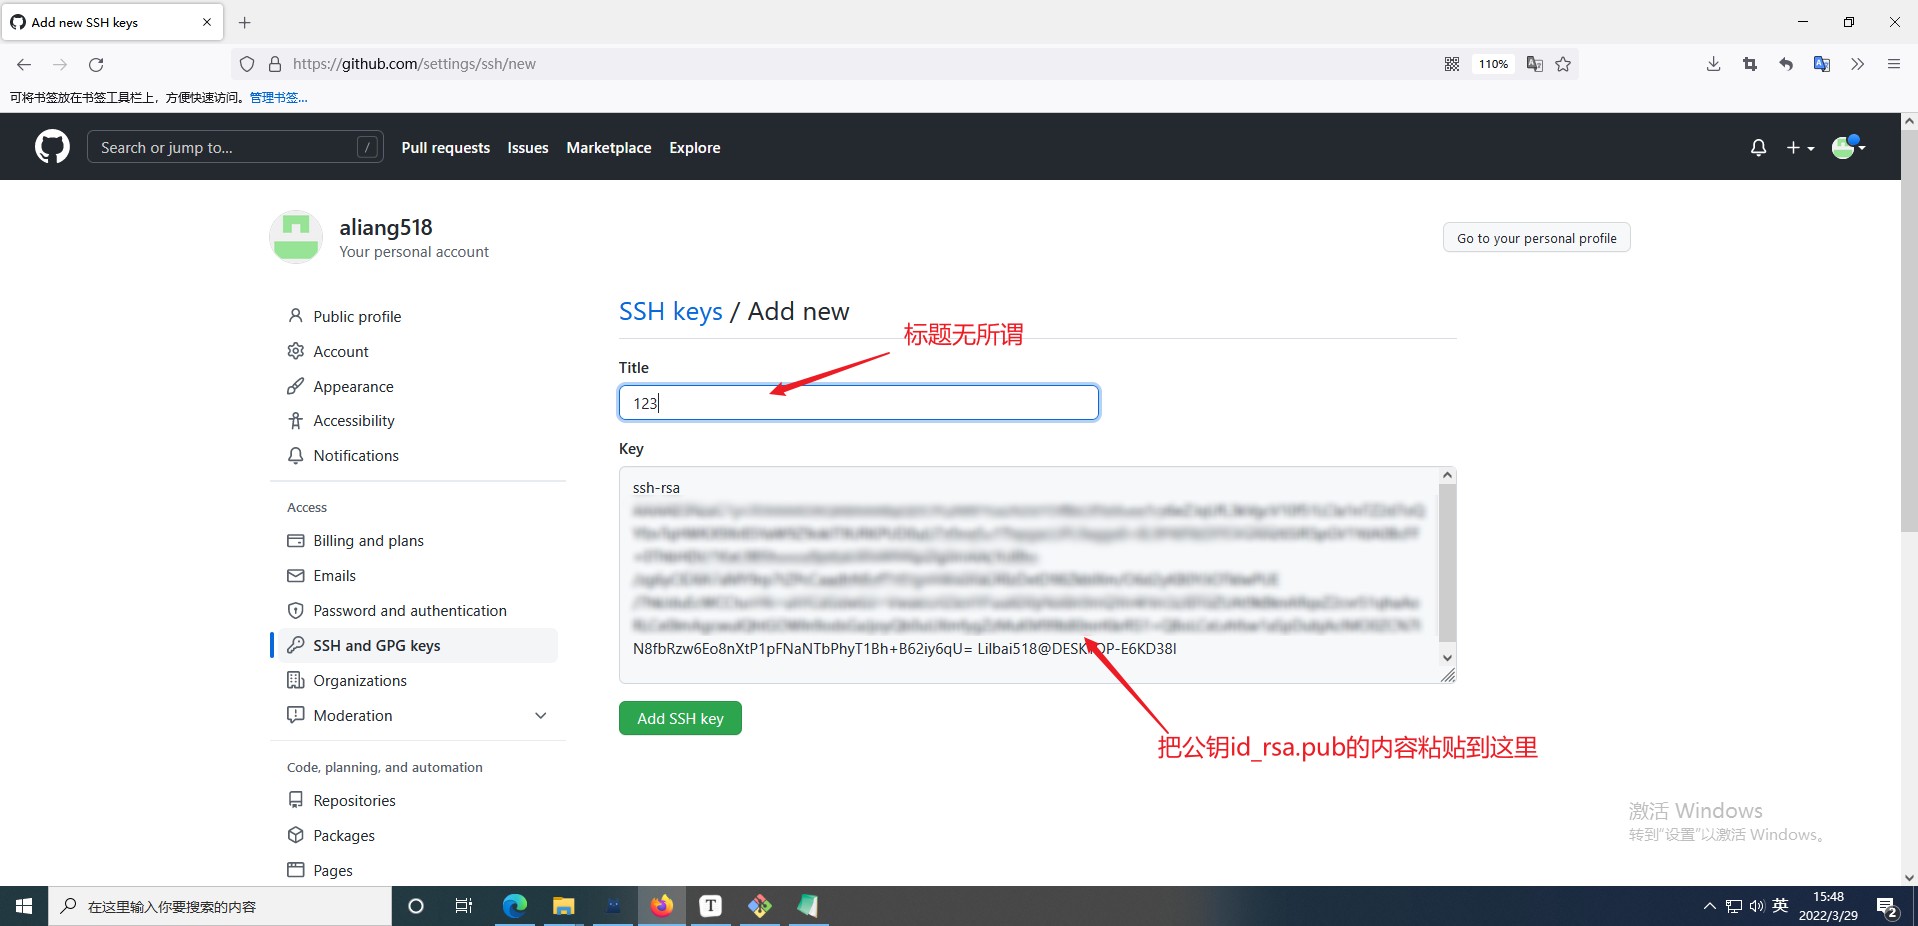 Add new SSH keys
https://github.com/settings/ssh/new
110%
可将书签放在书签工具栏上，方便快速访问。管理书签...
Search or jump to...
/
Pull requests
Issues
Marketplace
Explore
aliang518
Your personal account
Go to your personal profile
Public profile
Account
Appearance
Accessibility
Notifications
Access
Billing and plans
Emails
Password and authentication
SSH and GPG keys
Organizations
Moderation
Code, planning, and automation
Repositories
Packages
Pages
SSH keys / Add new
标题无所谓
Title
123
Key
ssh-rsa
N8fbRzw6Eo8nXtP1pFNaNTbPhyT1Bh+B62iy6qU=
Add SSH key
把公钥id_rsa.pub的内容粘贴到这里
激活 Windows
转到"设置"以激活 Windows。
在这里输入你要搜索的内容
T
英
15:48
2022/3/29
2